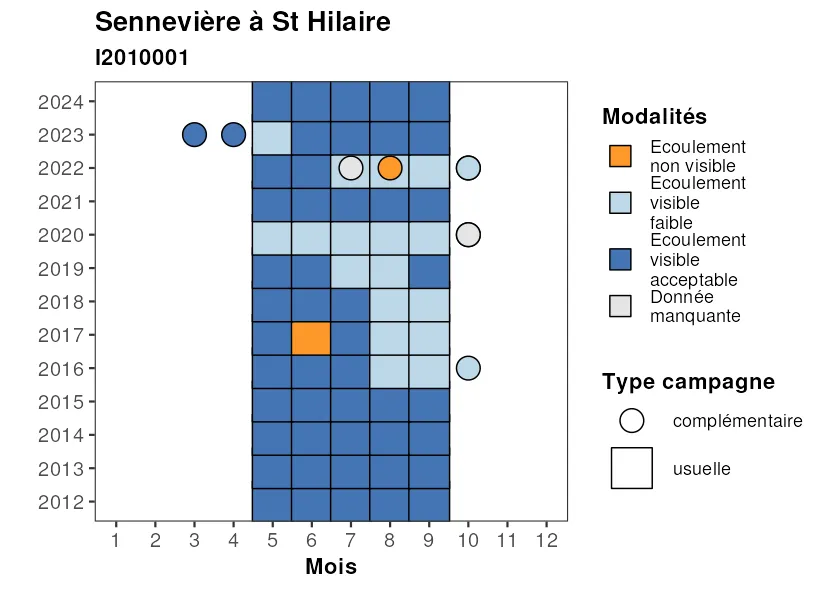 Sennevière à St Hilaire
I2010001
2024
2023
2022
2021
2020
2019
2018
2017
2016
2015
2014
2013
2012
1 2 3 4 5 6 7 8 9 10 11 12
Mois
Modalités
Ecoulement
non visible
Ecoulement
visible
faible
Ecoulement
visible
acceptable
Donnée
manquante
Type campagne
complémentaire
usuelle